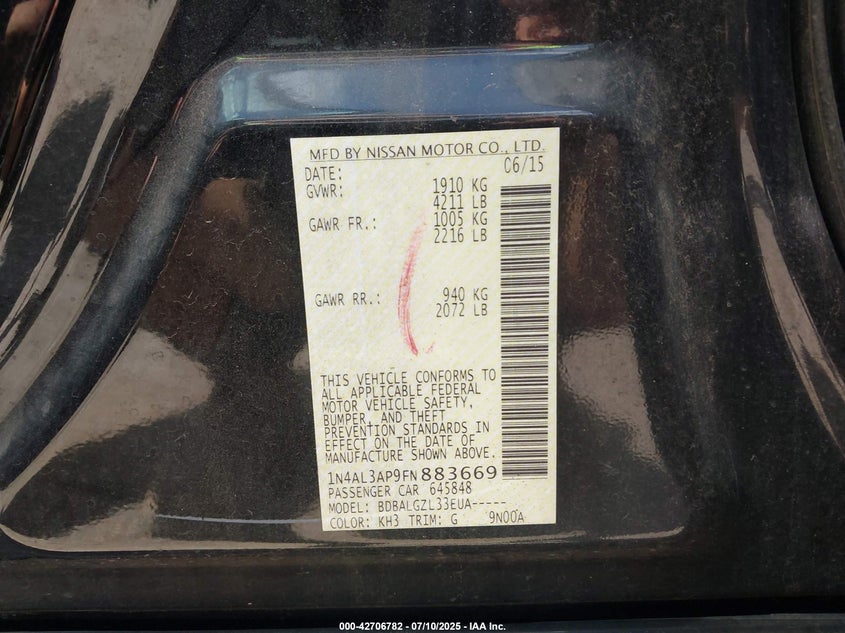 MFD BY NISSAN MOTOR CO., LTD.
DATE: 06/15
GVWR: 1910 KG
4211 LB
GAWR FR.: 1005 KG
2216 LB
GAWR RR.: 940 KG
2072 LB
THIS VEHICLE CONFORMS TO
ALL APPLICABLE FEDERAL
MOTOR VEHICLE SAFETY,
BUMPER, AND THEFT
PREVENTION STANDARDS IN
EFFECT ON THE DATE OF
MANUFACTURE SHOWN ABOVE.
1N4AL3AP9FN883669
PASSENGER CAR 645848
MODEL: BDBALGZL33EUA-----
COLOR: KH3 TRIM: G 9N00A
000-42706782 - 07/10/2025 - IAA Inc.